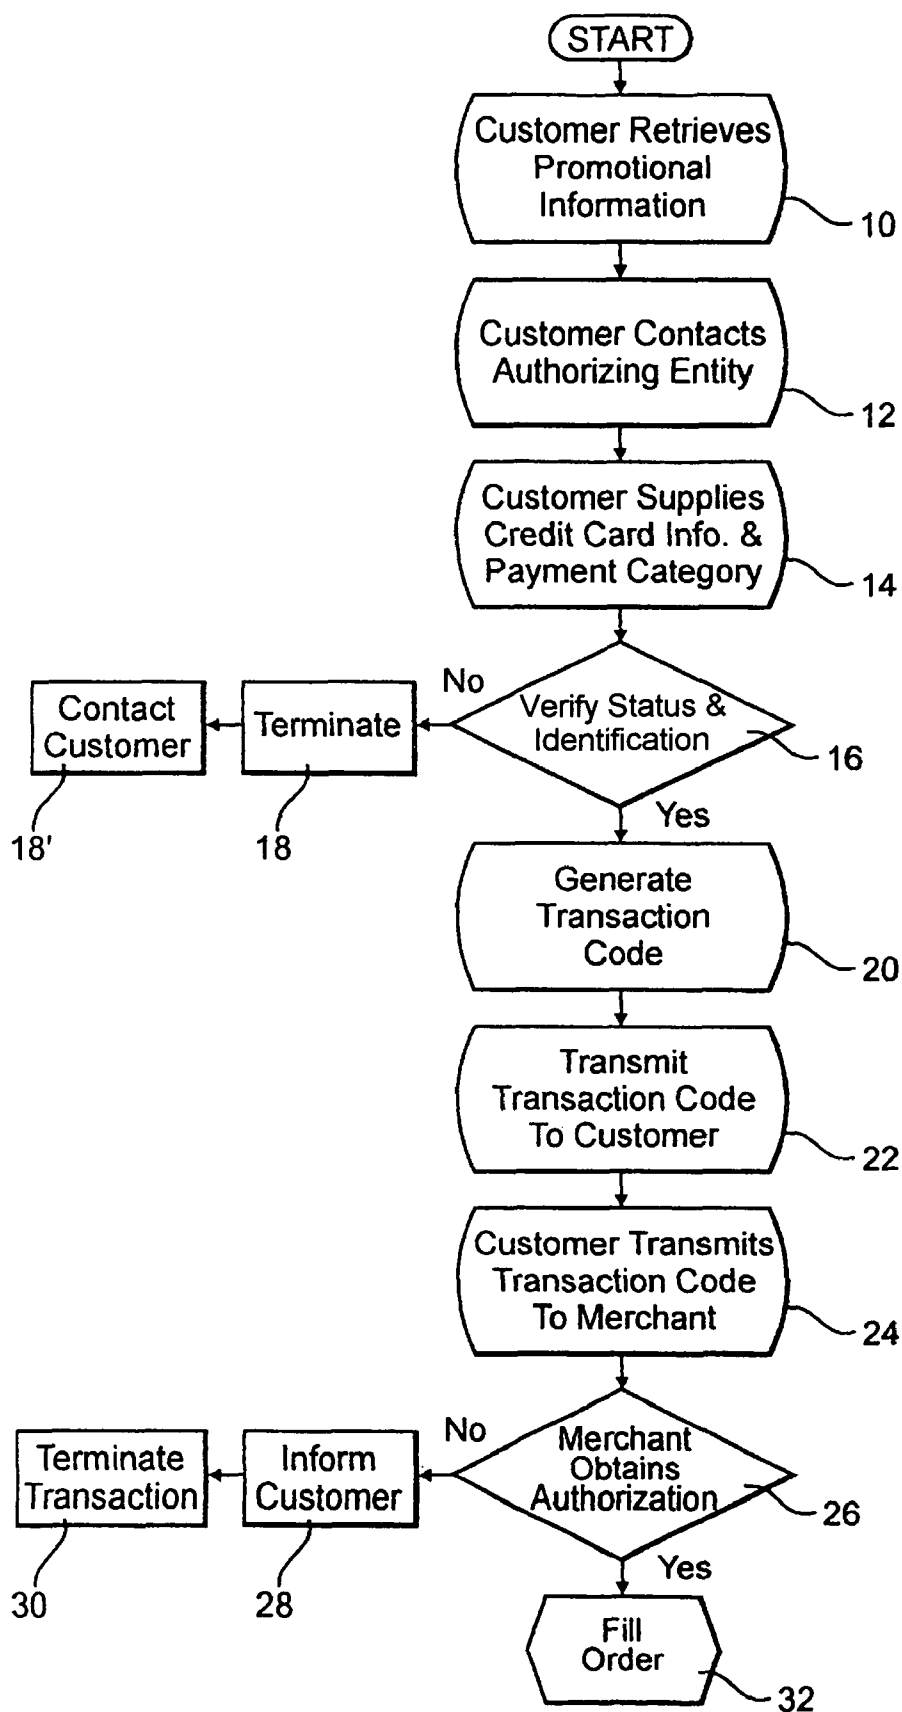 START
Customer Retrieves
Promotional
Information
10
Customer Contacts
Authorizing Entity
12
Customer Supplies
Credit Card Info. &
Payment Category
14
No
Verify Status &
Identification
16
Terminate
18
Contact
Customer
18'
Yes
Generate
Transaction
Code
20
Transmit
Transaction Code
To Customer
22
Customer Transmits
Transaction Code
To Merchant
24
No
Merchant
Obtains
Authorization
26
Inform
Customer
28
Terminate
Transaction
30
Yes
Fill
Order
32